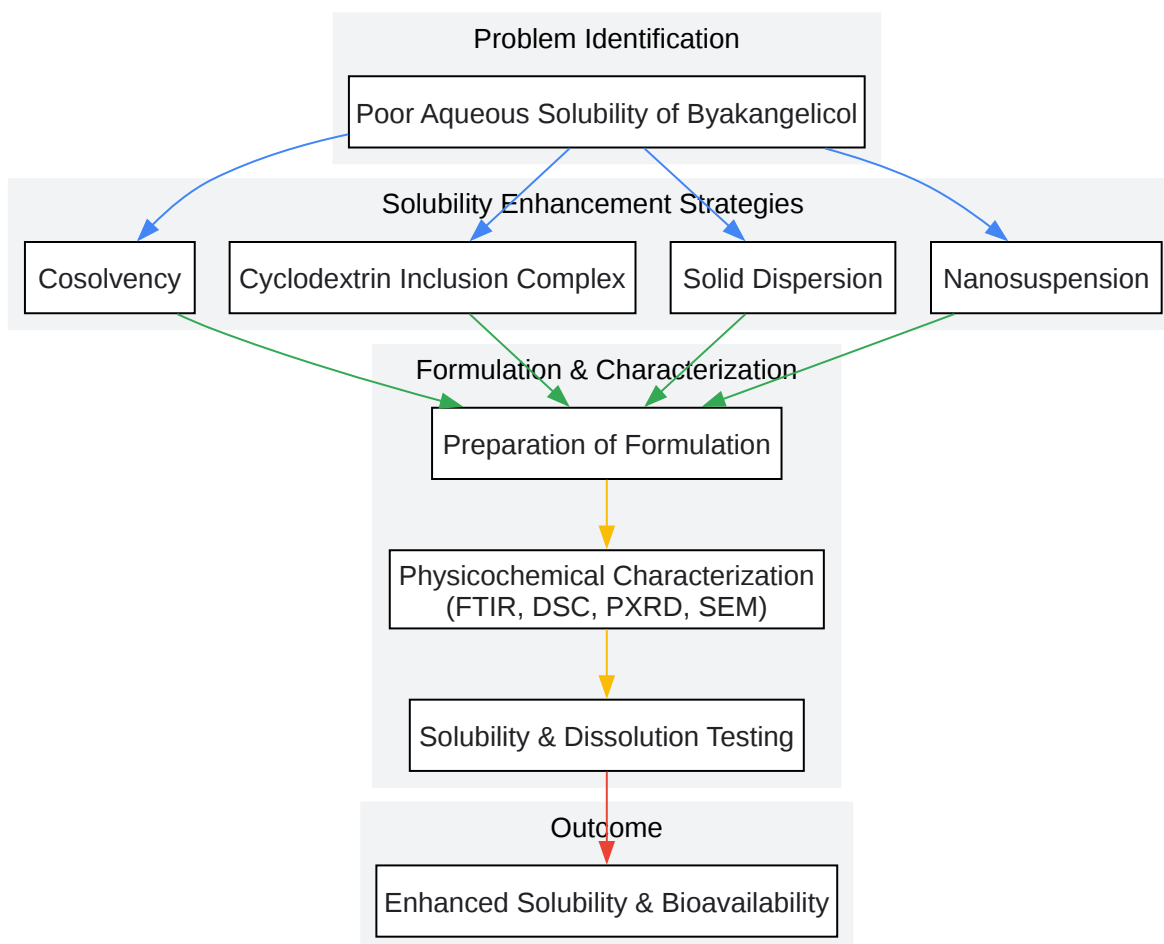 Problem Identification
Poor Aqueous Solubility of Byakangelicol
Solubility Enhancement Strategies
Cosolvency
Cyclodextrin Inclusion Complex
Solid Dispersion
Nanosuspension
Formulation & Characterization
Preparation of Formulation
Physicochemical Characterization
(FTIR, DSC, PXRD, SEM)
Solubility & Dissolution Testing
Outcome
Enhanced Solubility & Bioavailability